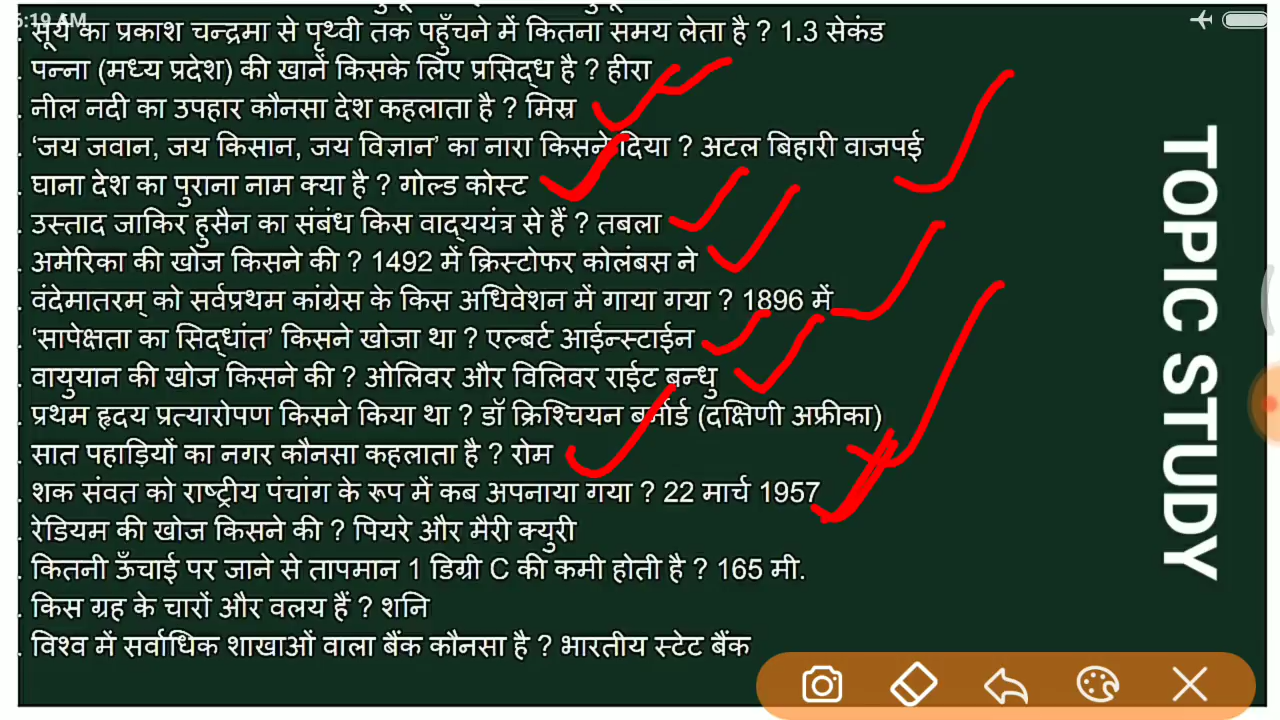 5:19 AM
. सूर्य का प्रकाश चन्द्रमा से पृथ्वी तक पहुँचने में कितना समय लेता है ? 1.3 सेकंड
. पन्ना (मध्य प्रदेश) की खानें किसके लिए प्रसिद्ध है ? हीरा
. नील नदी का उपहार कौनसा देश कहलाता है ? मिस्र
. ‘जय जवान, जय किसान, जय विज्ञान’ का नारा किसने दिया ? अटल बिहारी वाजपई
. घाना देश का पुराना नाम क्या है ? गोल्ड कोस्ट
. उस्ताद जाकिर हुसैन का संबंध किस वाद्ययंत्र से हैं ? तबला
. अमेरिका की खोज किसने की ? 1492 में क्रिस्टोफर कोलंबस ने
. वंदेमातरम् को सर्वप्रथम कांग्रेस के किस अधिवेशन में गाया गया ? 1896 में
. ‘सापेक्षता का सिद्धांत’ किसने खोजा था ? एल्बर्ट आईन्स्टाईन
. वायुयान की खोज किसने की ? ओलिवर और विलिवर राईट बन्धु
. प्रथम हृदय प्रत्यारोपण किसने किया था ? डॉ क्रिश्चियन बर्नार्ड (दक्षिणी अफ्रीका)
. सात पहाड़ियों का नगर कौनसा कहलाता है ? रोम
. शक संवत को राष्ट्रीय पंचांग के रूप में कब अपनाया गया ? 22 मार्च 1957
. रेडियम की खोज किसने की ? पियरे और मैरी क्युरी
. कितनी ऊँचाई पर जाने से तापमान 1 डिग्री C की कमी होती है ? 165 मी.
. किस ग्रह के चारों और वलय हैं ? शनि
. विश्व में सर्वाधिक शाखाओं वाला बैंक कौनसा है ? भारतीय स्टेट बैंक
TOPIC STUDY